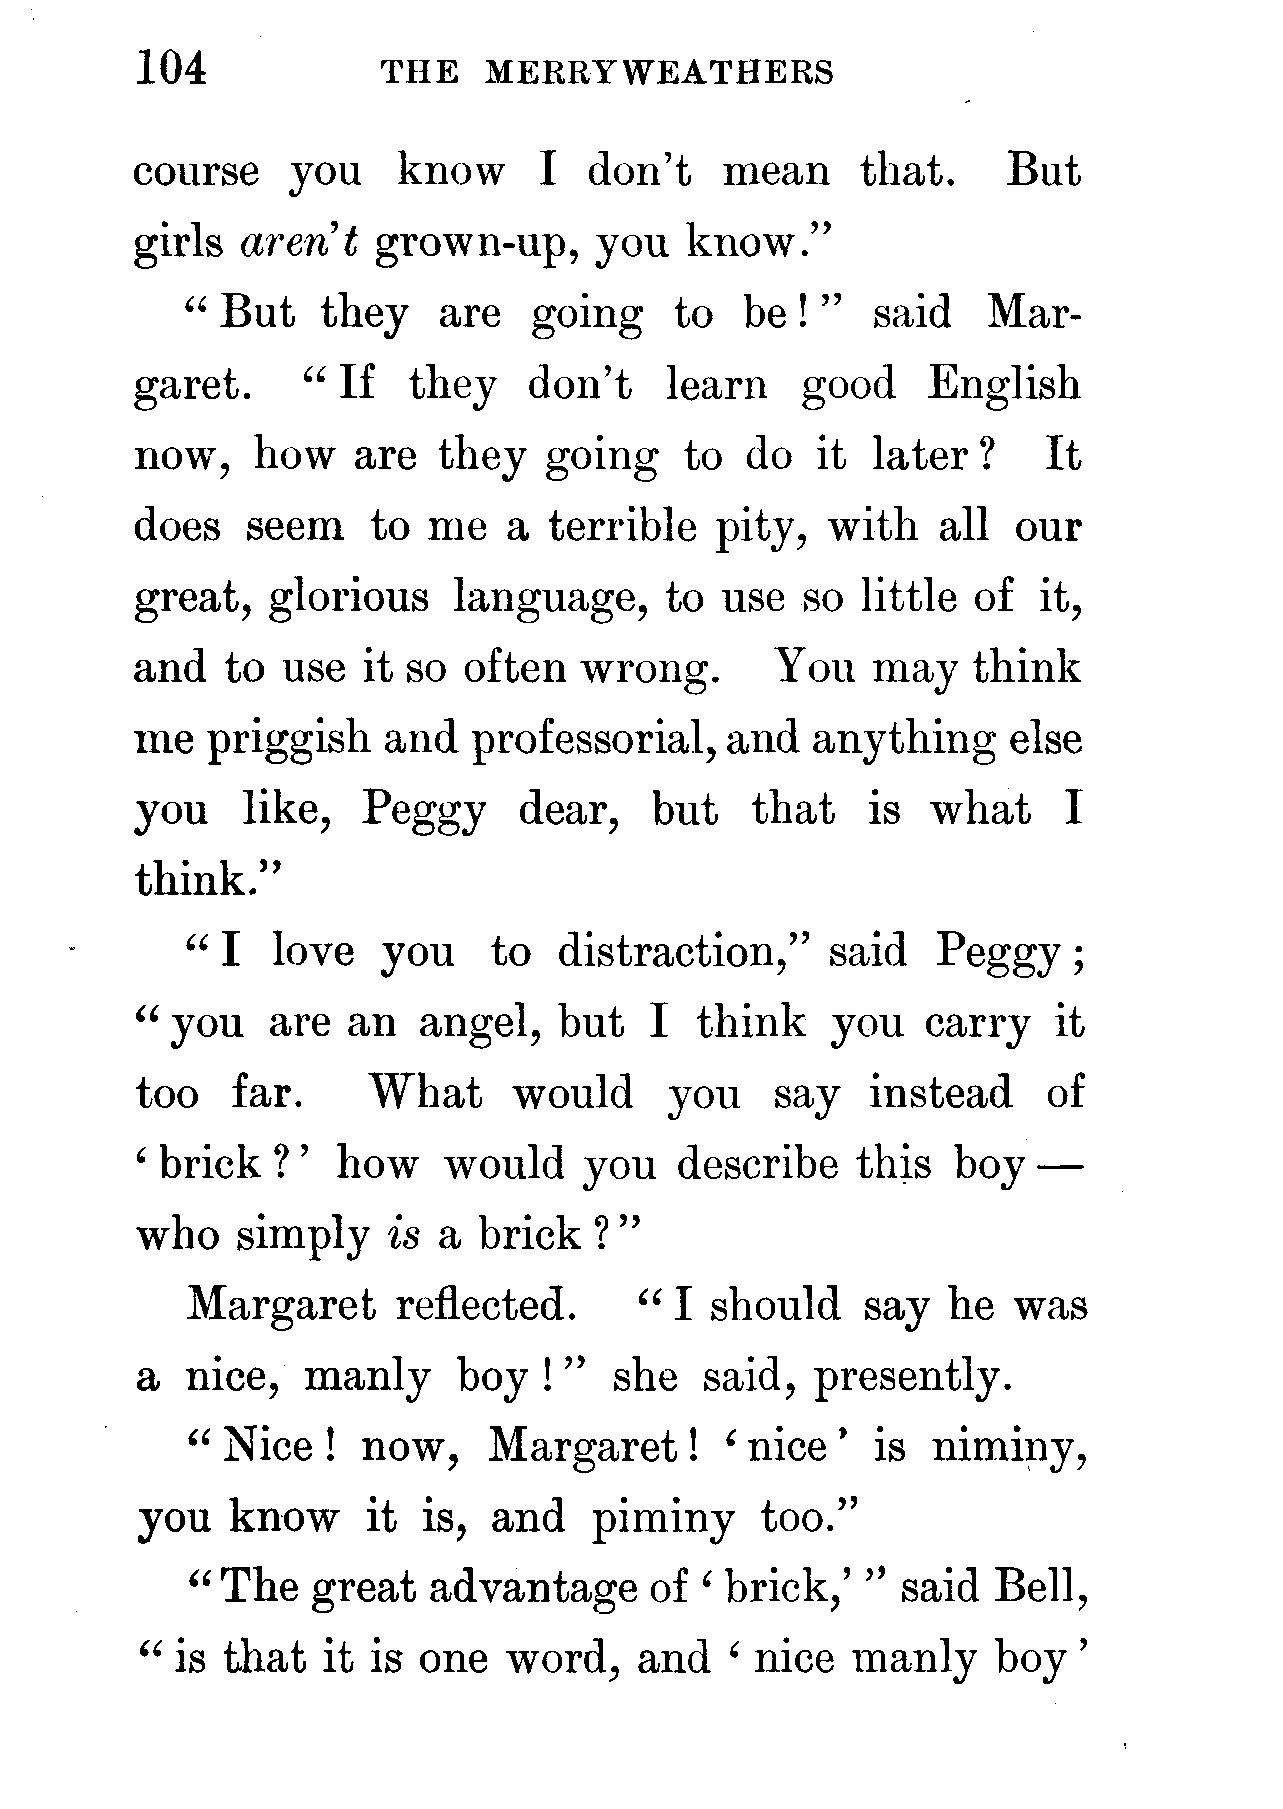 104 THE MERRYWEATHERS
course you know I don't mean that. But
girls aren't grown-up, you know."
"But they are going to be!" said Mar-
garet. "If they don't learn good English
now, how are they going to do it later? It
does seem to me a terrible pity, with all our
great, glorious language, to use so little of it,
and to use it so often wrong. You may think
me priggish and professorial, and anything else
you like, Peggy dear, but that is what I
think."
"I love you to distraction," said Peggy;
"you are an angel, but I think you carry it
too far. What would you say instead of
'brick?' how would you describe this boy —
who simply is a brick?"
Margaret reflected. "I should say he was
a nice, manly boy!" she said, presently.
"Nice! now, Margaret! 'nice' is niminy,
you know it is, and piminy too."
"The great advantage of 'brick,'" said Bell,
"is that it is one word, and 'nice manly boy'